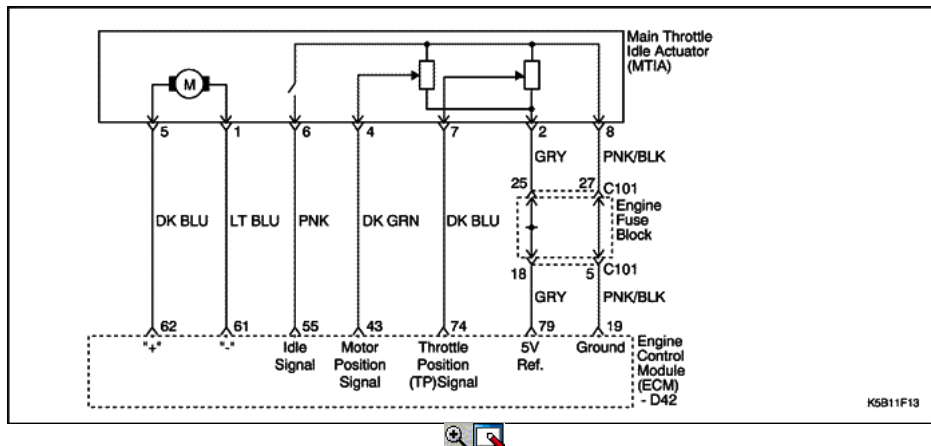 Main Throttle
Idle Actuator
(MTIA)
M
5 1 6 4 7 2 8
GRY PNK/BLK
25 27 C101
DK BLU LT BLU PNK DK GRN DK BLU
Engine
Fuse
Block
18 5 C101
GRY PNK/BLK
62 61 55 43 74 79 19
"+" "-" Idle Motor Throttle 5V Ground
Signal Position Position Ref.
Signal (TP)Signal
Engine
Control
Module
(ECM)
- D42
K5B11F13